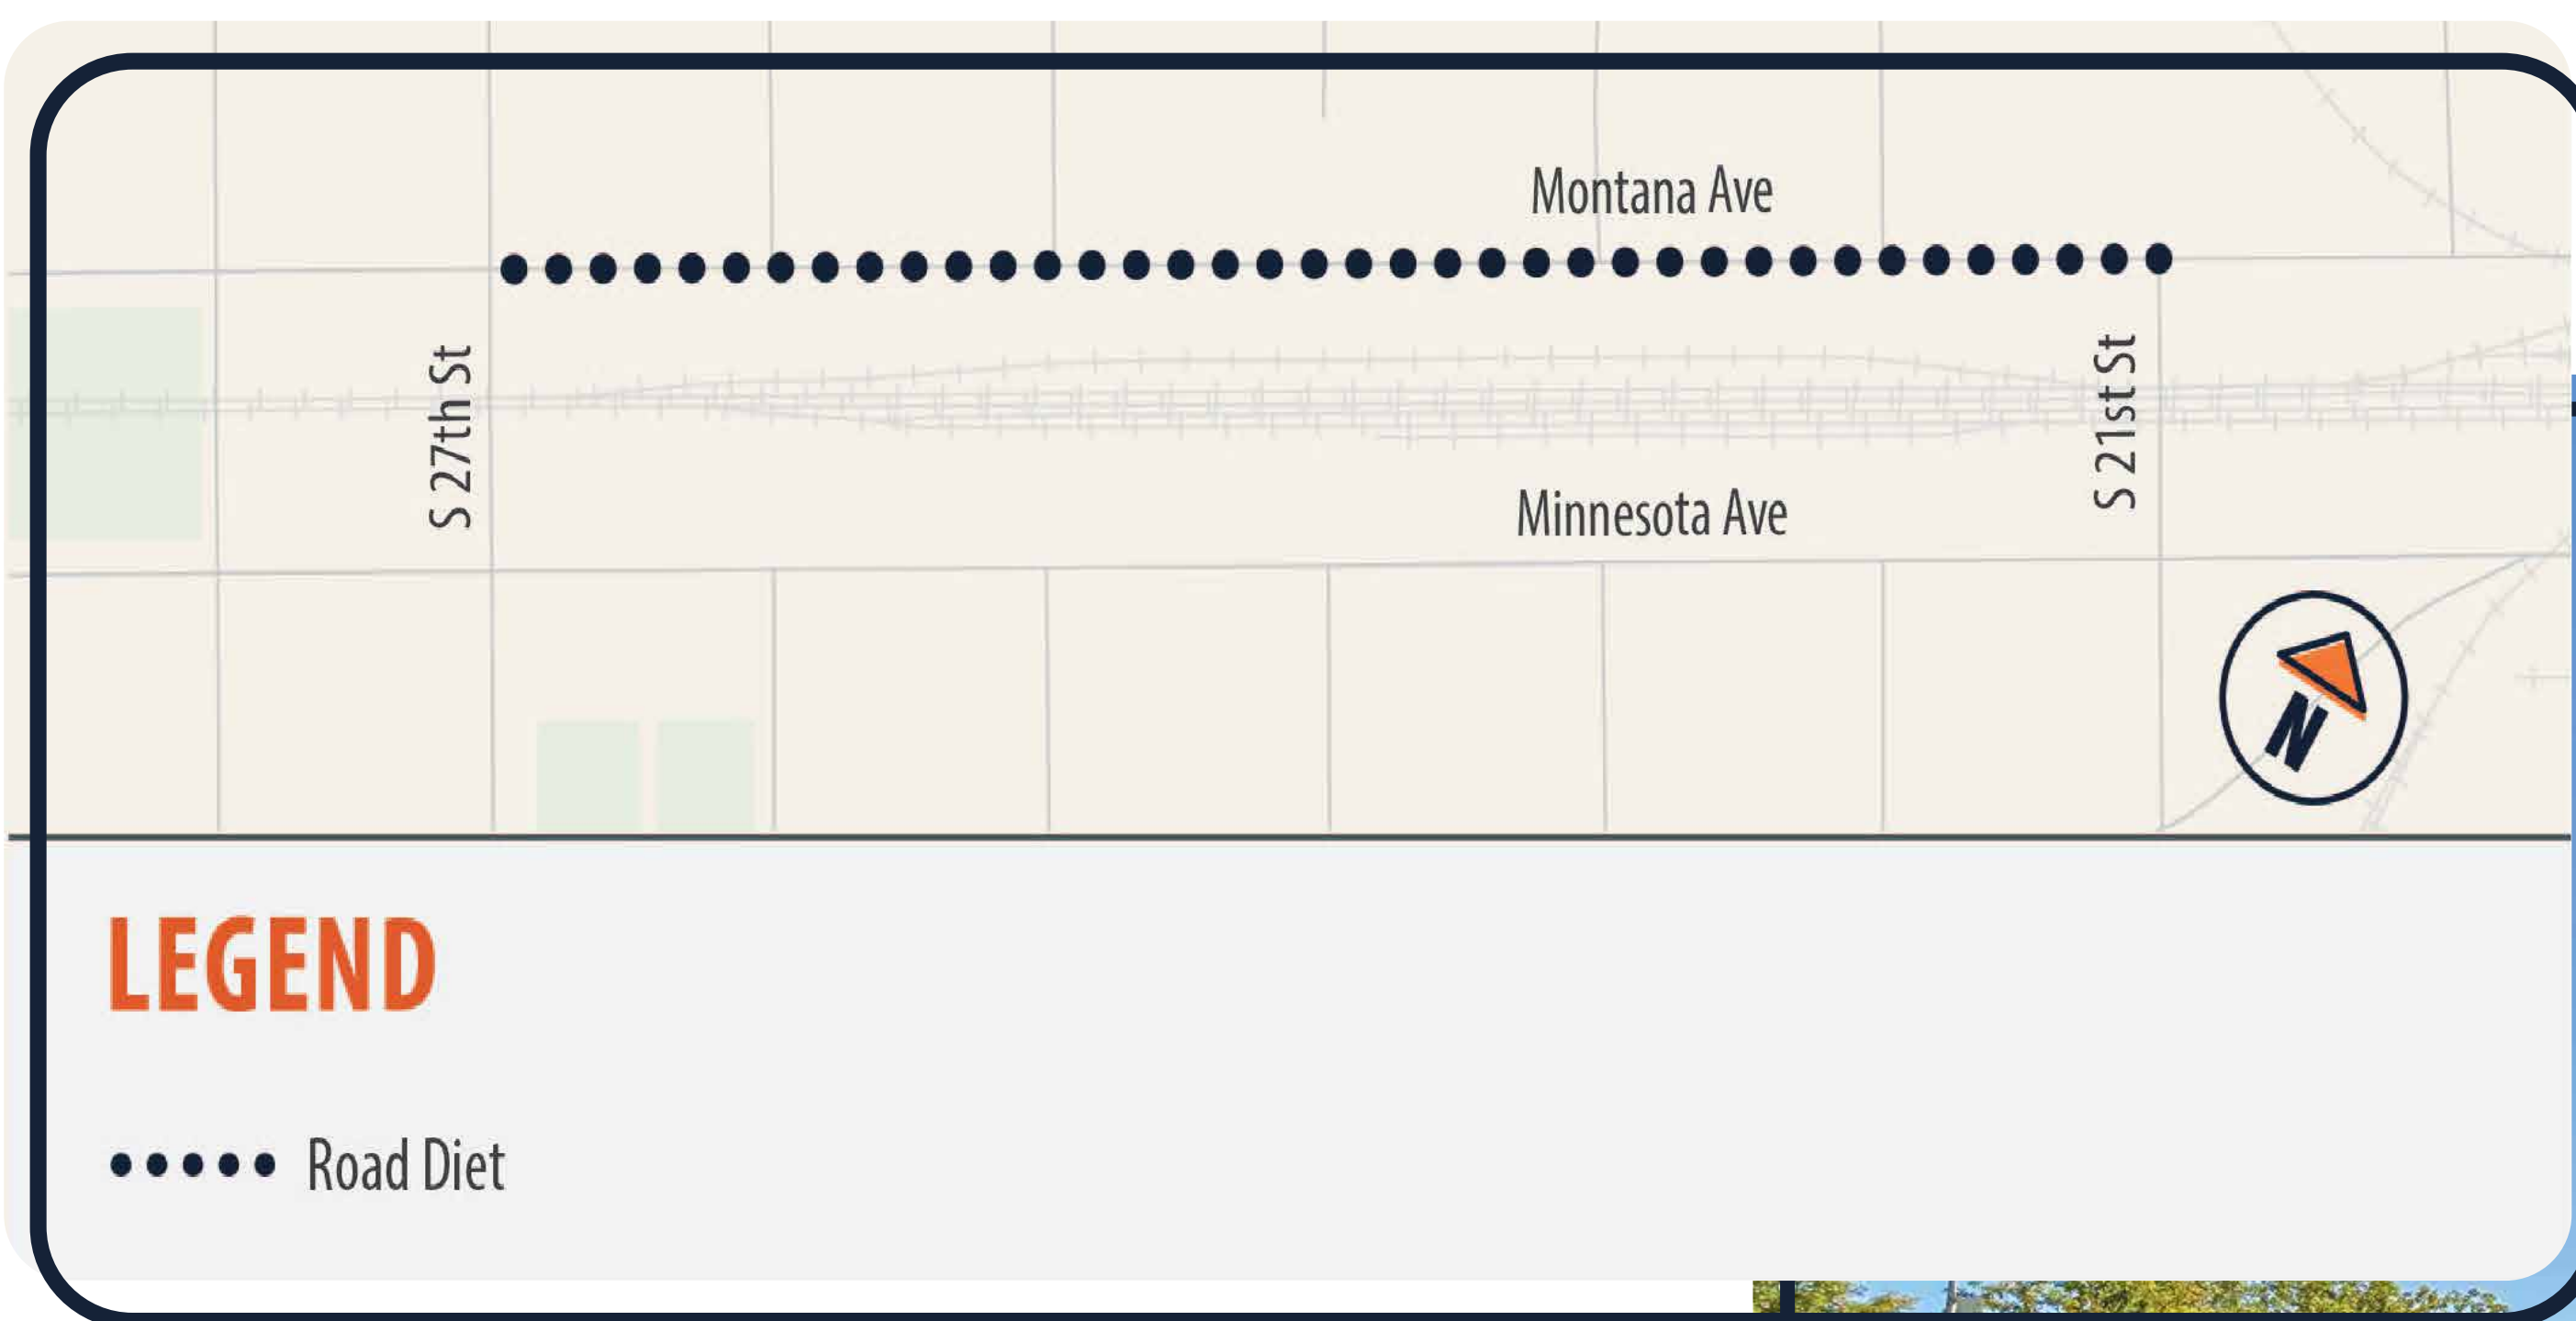 Montana Ave
S 27th St
S 21st St
Minnesota Ave
N
LEGEND
Road Diet